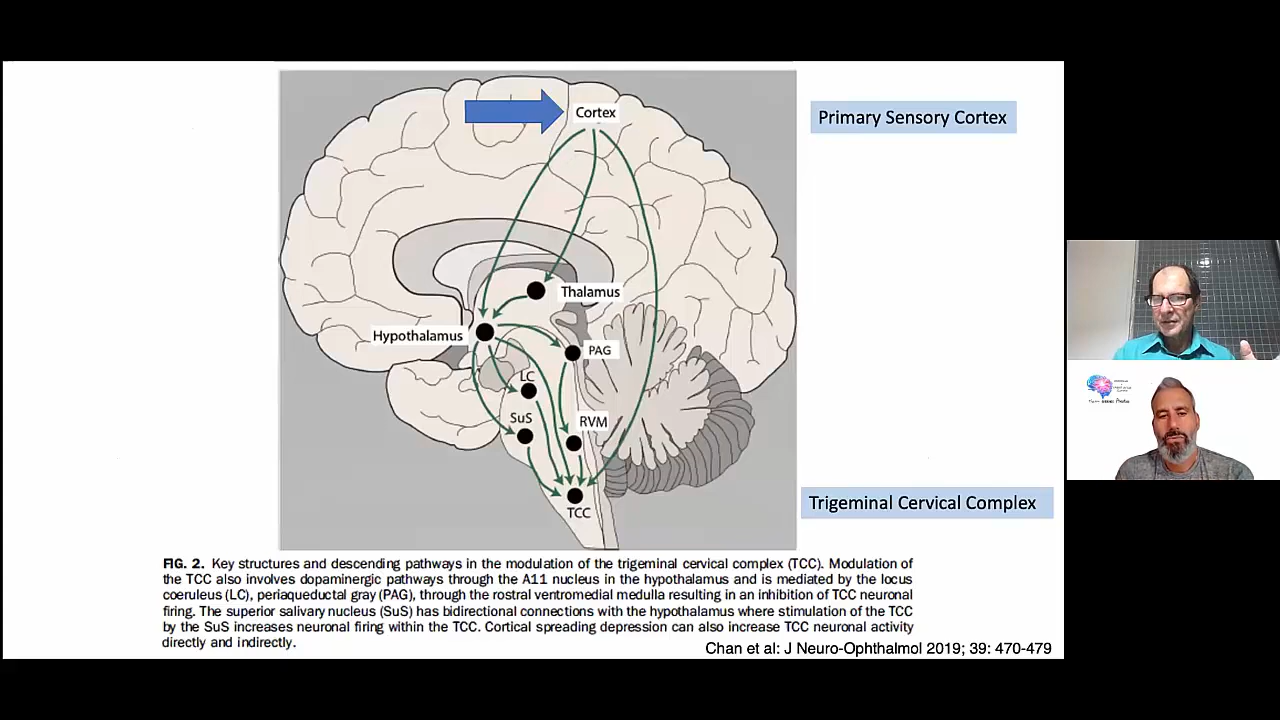 Cortex
Primary Sensory Cortex
Thalamus
Hypothalamus
PAG
LC
SuS
RVM
Trigeminal Cervical Complex
TCC
FIG. 2. Key structures and descending pathways in the modulation of the trigeminal cervical complex (TCC). Modulation of
the TCC also involves dopaminergic pathways through the A11 nucleus in the hypothalamus and is mediated by the locus
coeruleus (LC), periaqueductal gray (PAG), through the rostral ventromedial medulla resulting in an inhibition of TCC neuronal
firing. The superior salivary nucleus (SuS) has bidirectional connections with the hypothalamus where stimulation of the TCC
by the SuS increases neuronal firing within the TCC. Cortical spreading depression can also increase TCC neuronal activity
directly and indirectly.
Chan et al: J Neuro-Ophthalmol 2019; 39: 470-479